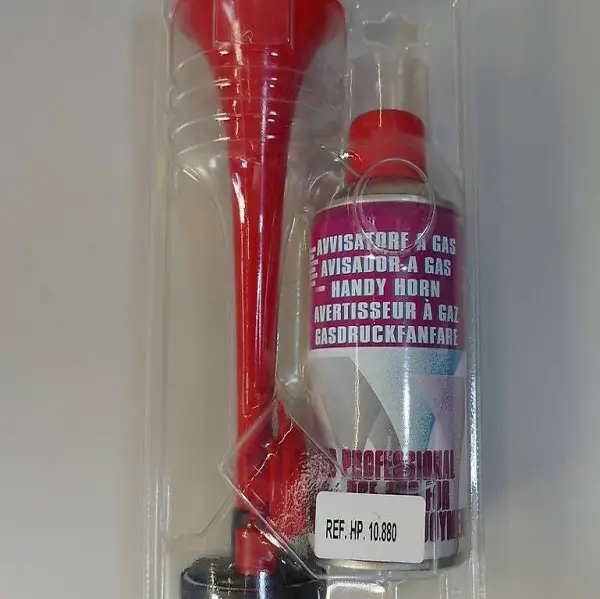 AVVISATORE A GAS
AVISADOR A GAS
HANDY HORN
AVERTISSEUR À GAZ
GASDRUCKFANFARE
PROFESSIONAL
REF. HP. 10.880